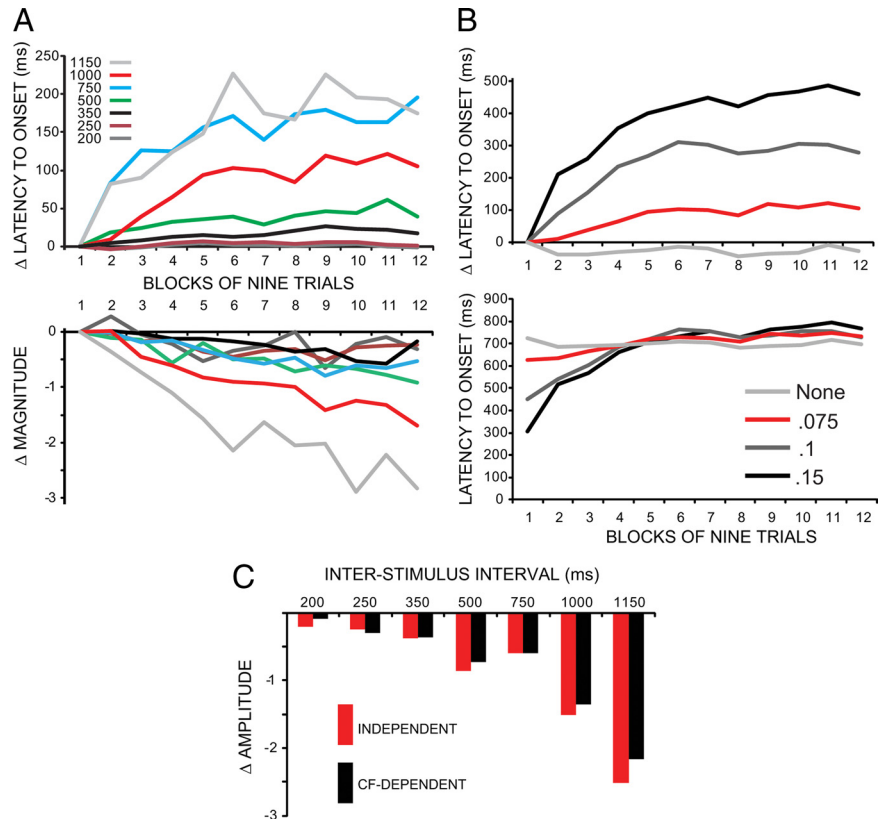 A
Δ LATENCY TO ONSET (ms)
250
200
150
100
50
0
1150
1000
750
500
350
250
200
1 2 3 4 5 6 7 8 9 10 11 12
BLOCKS OF NINE TRIALS
1 2 3 4 5 6 7 8 9 10 11 12
Δ MAGNITUDE
0
-1
-2
-3
B
Δ LATENCY TO ONSET (ms)
500
400
300
200
100
0
1 2 3 4 5 6 7 8 9 10 11 12
LATENCY TO ONSET (ms)
900
800
700
600
500
400
300
200
100
0
None
.075
.1
.15
1 2 3 4 5 6 7 8 9 10 11 12
BLOCKS OF NINE TRIALS
C
INTER-STIMULUS INTERVAL (ms)
200 250 350 500 750 1000 1150
Δ AMPLITUDE
-1
-2
-3
INDEPENDENT
CF-DEPENDENT